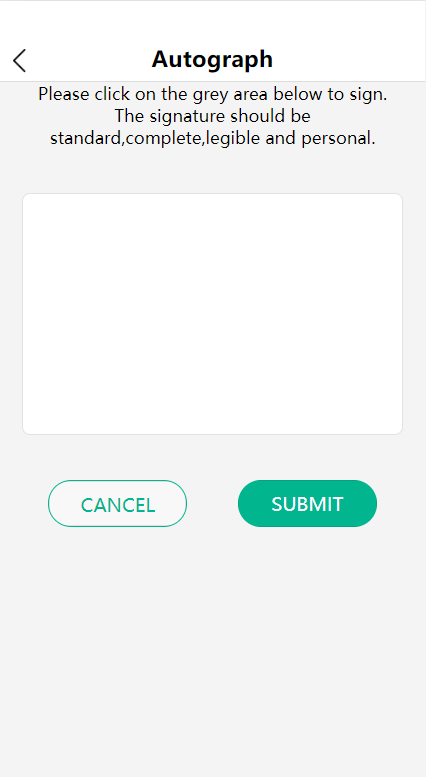 Autograph
Please click on the grey area below to sign.
The signature should be
standard,complete,legible and personal.
CANCEL
SUBMIT